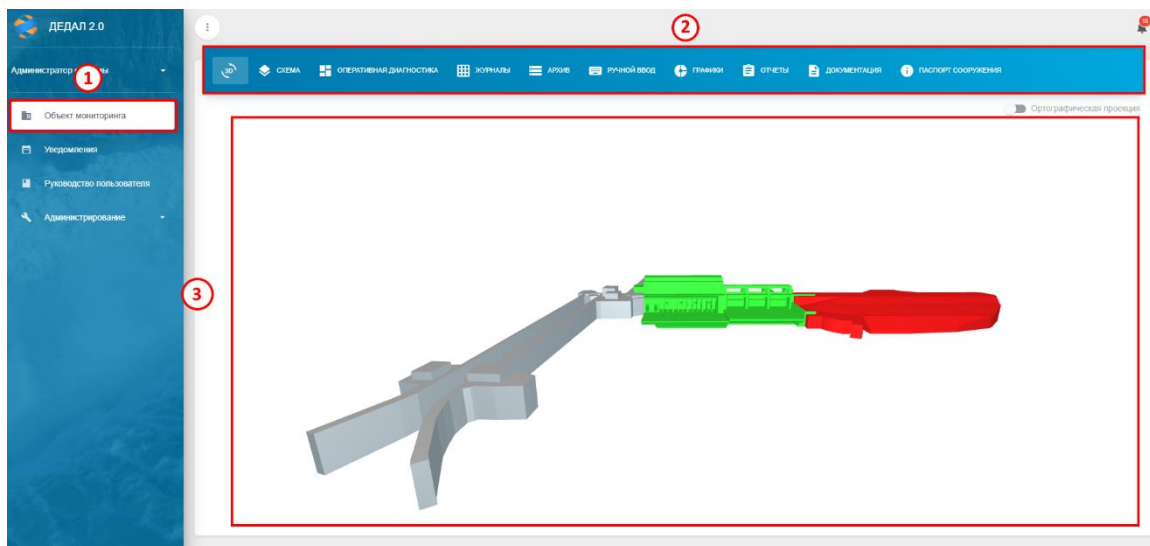 ДЕДАЛ 2.0
Администратор
1
Объект мониторинга
Уведомления
Руководство пользователя
Администрирование
2
10
3D СХЕМА ОПЕРАТИВНАЯ ДИАГНОСТИКА ЖУРНАЛЫ АРХИВ РУЧНОЙ ВВОД ГРАФИКИ ОТЧЕТЫ ДОКУМЕНТАЦИЯ ПАСПОРТ СООРУЖЕНИЯ
Ортографическая проекция
3